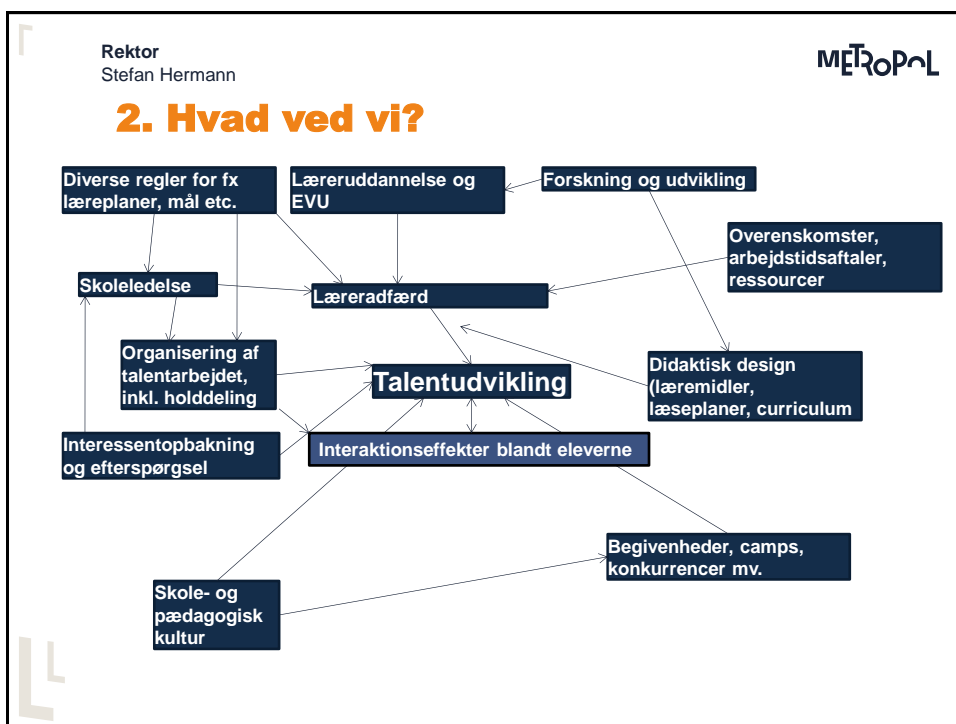 Rektor
Stefan Hermann
METROPOL
2. Hvad ved vi?
Diverse regler for fx
læreplaner, mål etc.
Læreruddannelse og
EVU
Forskning og udvikling
Overenskomster,
arbejdstidsaftaler,
ressourcer
Skoleledelse
Læreradfærd
Organisering af
talentarbejdet,
inkl. holddeling
Talentudvikling
Didaktisk design
(læremidler,
læseplaner, curriculum
Interessentopbakning
og efterspørgsel
Interaktionseffekter blandt eleverne
Begivenheder, camps,
konkurrencer mv.
Skole- og
pædagogisk
kultur